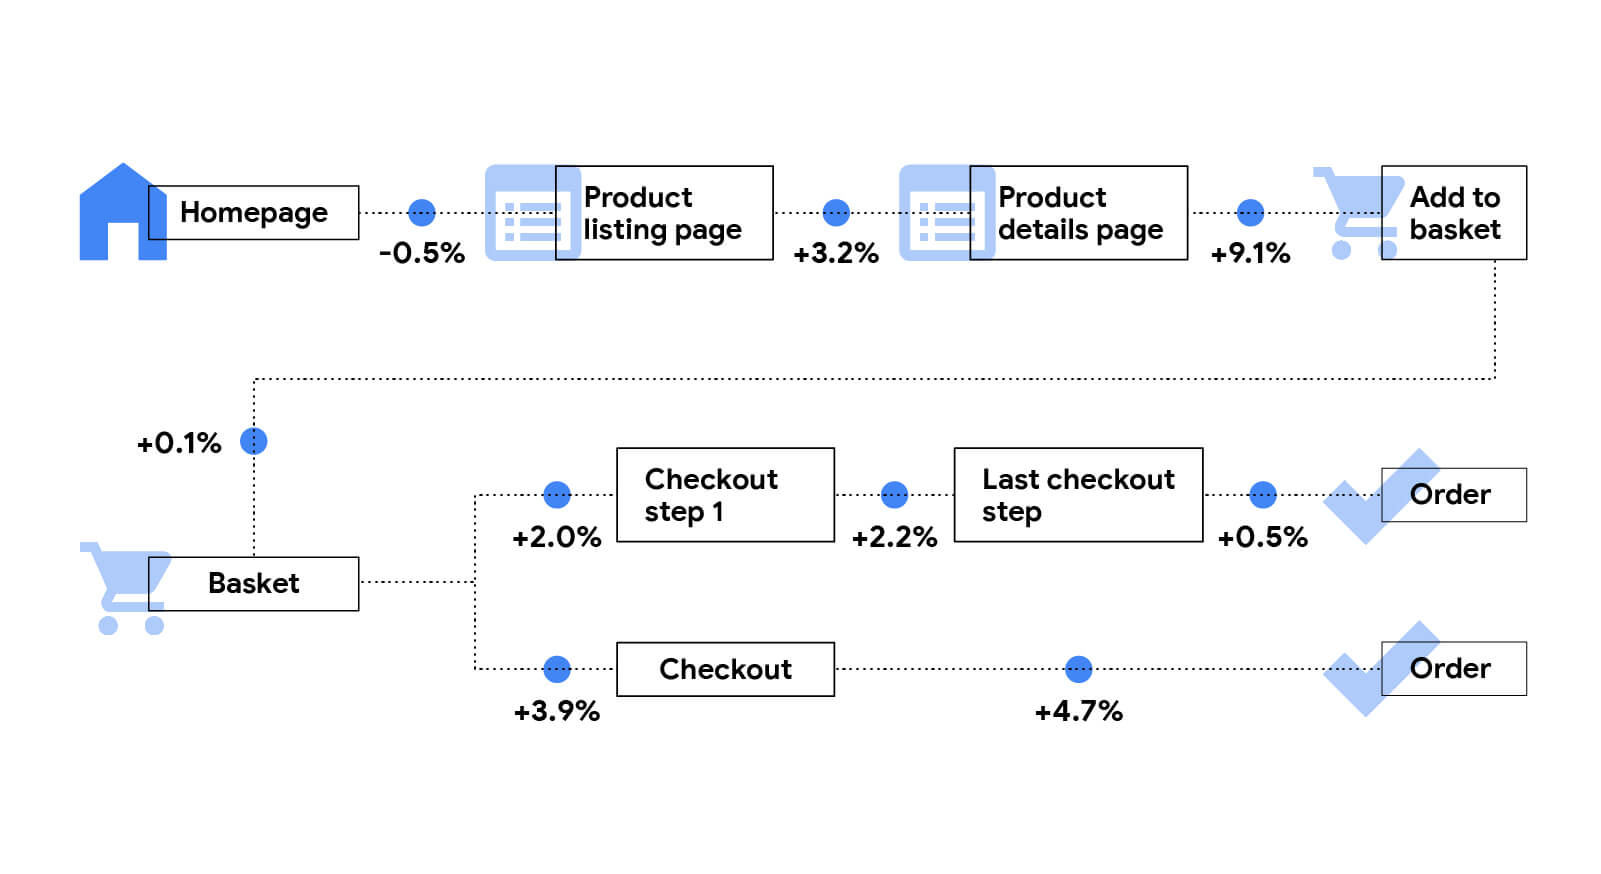 Homepage
-0.5%
Product
listing page
+3.2%
Product
details page
+9.1%
Add to
basket
+0.1%
Basket
+2.0%
Checkout
step 1
+2.2%
Last checkout
step
+0.5%
Order
+3.9%
Checkout
+4.7%
Order